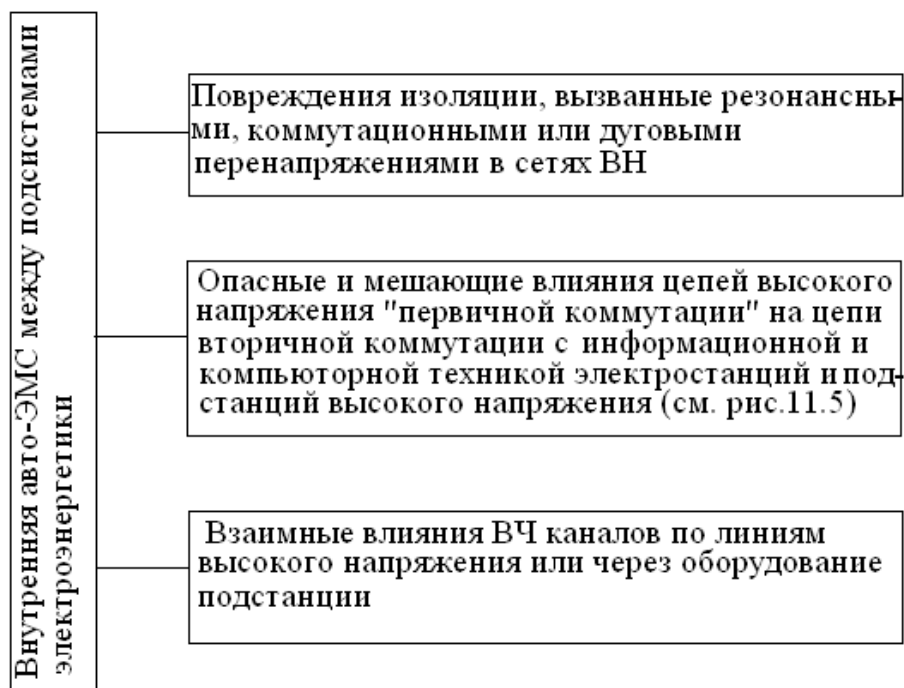 Внутренняя авто-ЭМС между подсистемами
электроэнергетики
Повреждения изоляции, вызванные резонансны-
ми, коммутационными или дуговыми
перенапряжениями в сетях ВН
Опасные и мешающие влияния цепей высокого
напряжения "первичной коммутации" на цепи
вторичной коммутации с информационной и
компьюторной техникой электростанций и под-
станций высокого напряжения (см. рис.11.5)
Взаимные влияния ВЧ каналов по линиям
высокого напряжения или через оборудование
подстанции